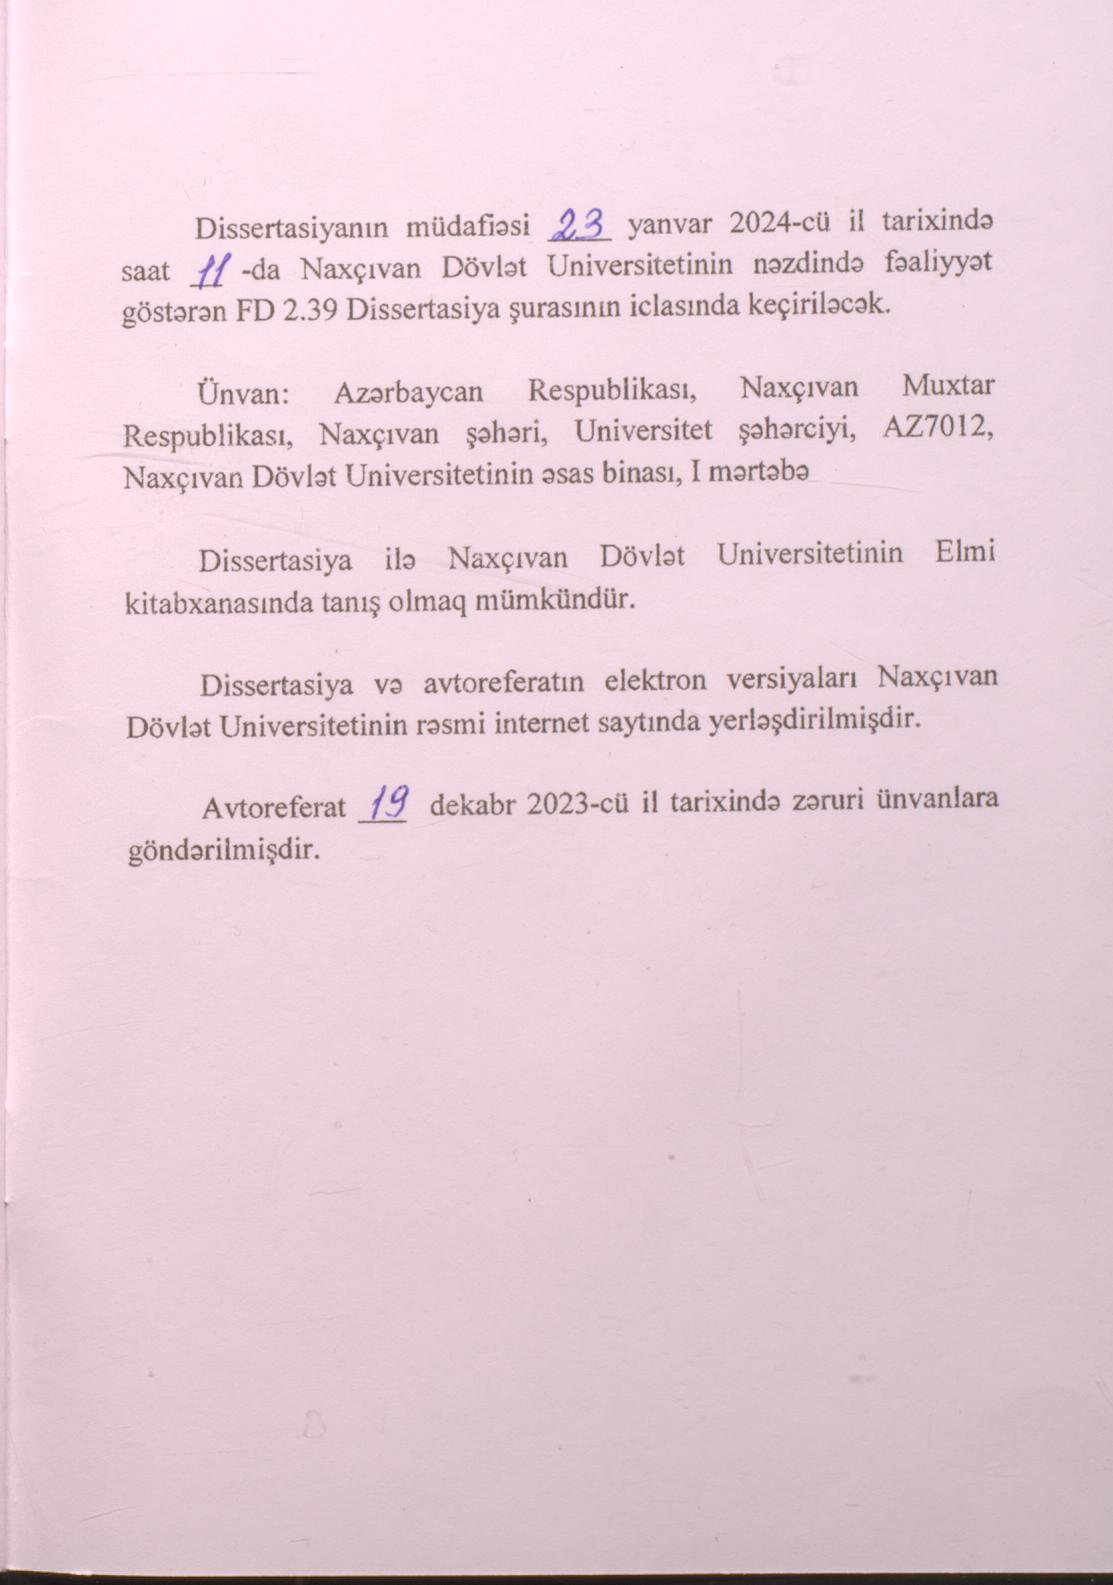 Dissertasiyanın müdafiəsi 23 yanvar 2024-cü il tarixində
saat 11 -da Naxçıvan Dövlət Universitetinin nəzdində fəaliyyət
göstərən FD 2.39 Dissertasiya şurasının iclasında keçiriləcək.
Ünvan: Azərbaycan Respublikası, Naxçıvan Muxtar
Respublikası, Naxçıvan şəhəri, Universitet şəhərciyi, AZ7012,
Naxçıvan Dövlət Universitetinin əsas binası, I mərtəbə
Dissertasiya ilə Naxçıvan Dövlət Universitetinin Elmi
kitabxanasında tanış olmaq mümkündür.
Dissertasiya və avtoreferatın elektron versiyaları Naxçıvan
Dövlət Universitetinin rəsmi internet saytında yerləşdirilmişdir.
Avtoreferat 19 dekabr 2023-cü il tarixində zəruri ünvanlara
göndərilmişdir.